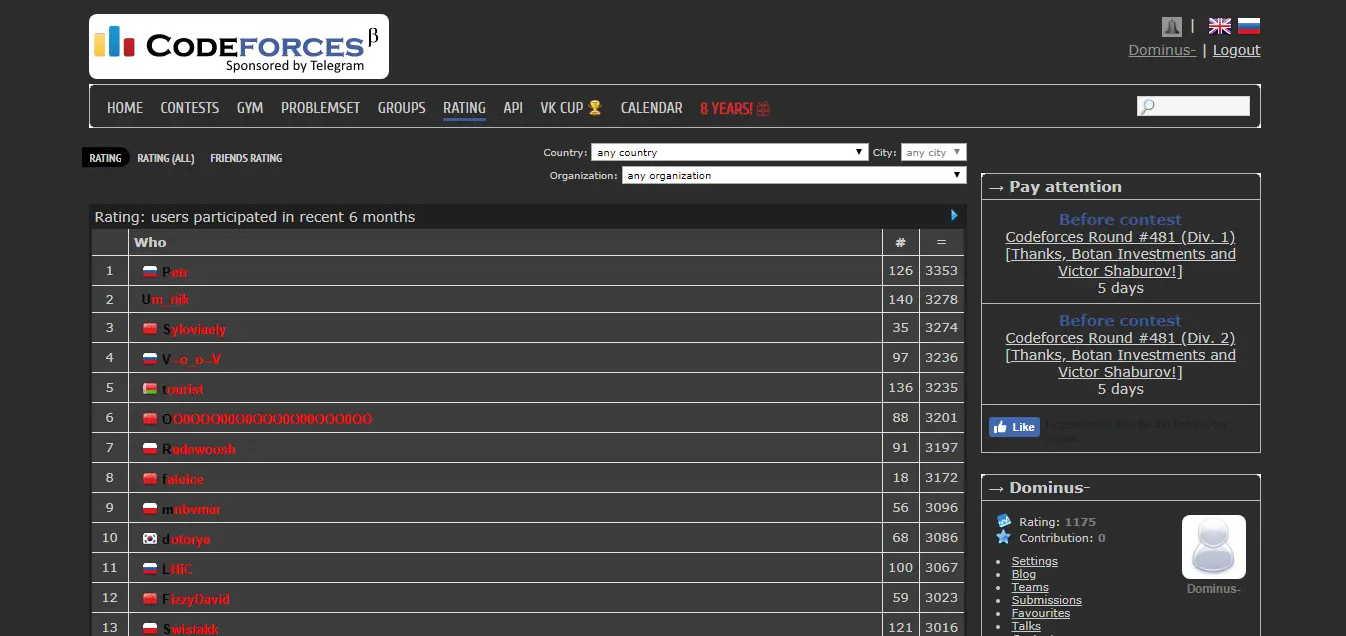 CODEFORCES β
Sponsored by Telegram
|
Dominus- | Logout
HOME CONTESTS GYM PROBLEMSET GROUPS RATING API VK CUP CALENDAR 8 YEARS!
RATING RATING (ALL) FRIENDS RATING
Country: any country City: any city
Organization: any organization
Rating: users participated in recent 6 months
Who # =
1 Petr 126 3353
2 Um_nik 140 3278
3 Syloviaely 35 3274
4 V--o_o--V 97 3236
5 tourist 136 3235
6 88 3201
7 Radewoosh 91 3197
8 fateice 18 3172
9 mnbvmar 56 3096
10 dotorya 68 3086
11 LHiC 100 3067
12 FizzyDavid 59 3023
13 Swistakk 121 3016
→ Pay attention
Before contest
Codeforces Round #481 (Div. 1)
[Thanks, Botan Investments and
Victor Shaburov!]
5 days
Before contest
Codeforces Round #481 (Div. 2)
[Thanks, Botan Investments and
Victor Shaburov!]
5 days
Like
→ Dominus-
Rating: 1175
Contribution: 0
Settings
Blog
Teams
Submissions
Favourites
Talks
Dominus-